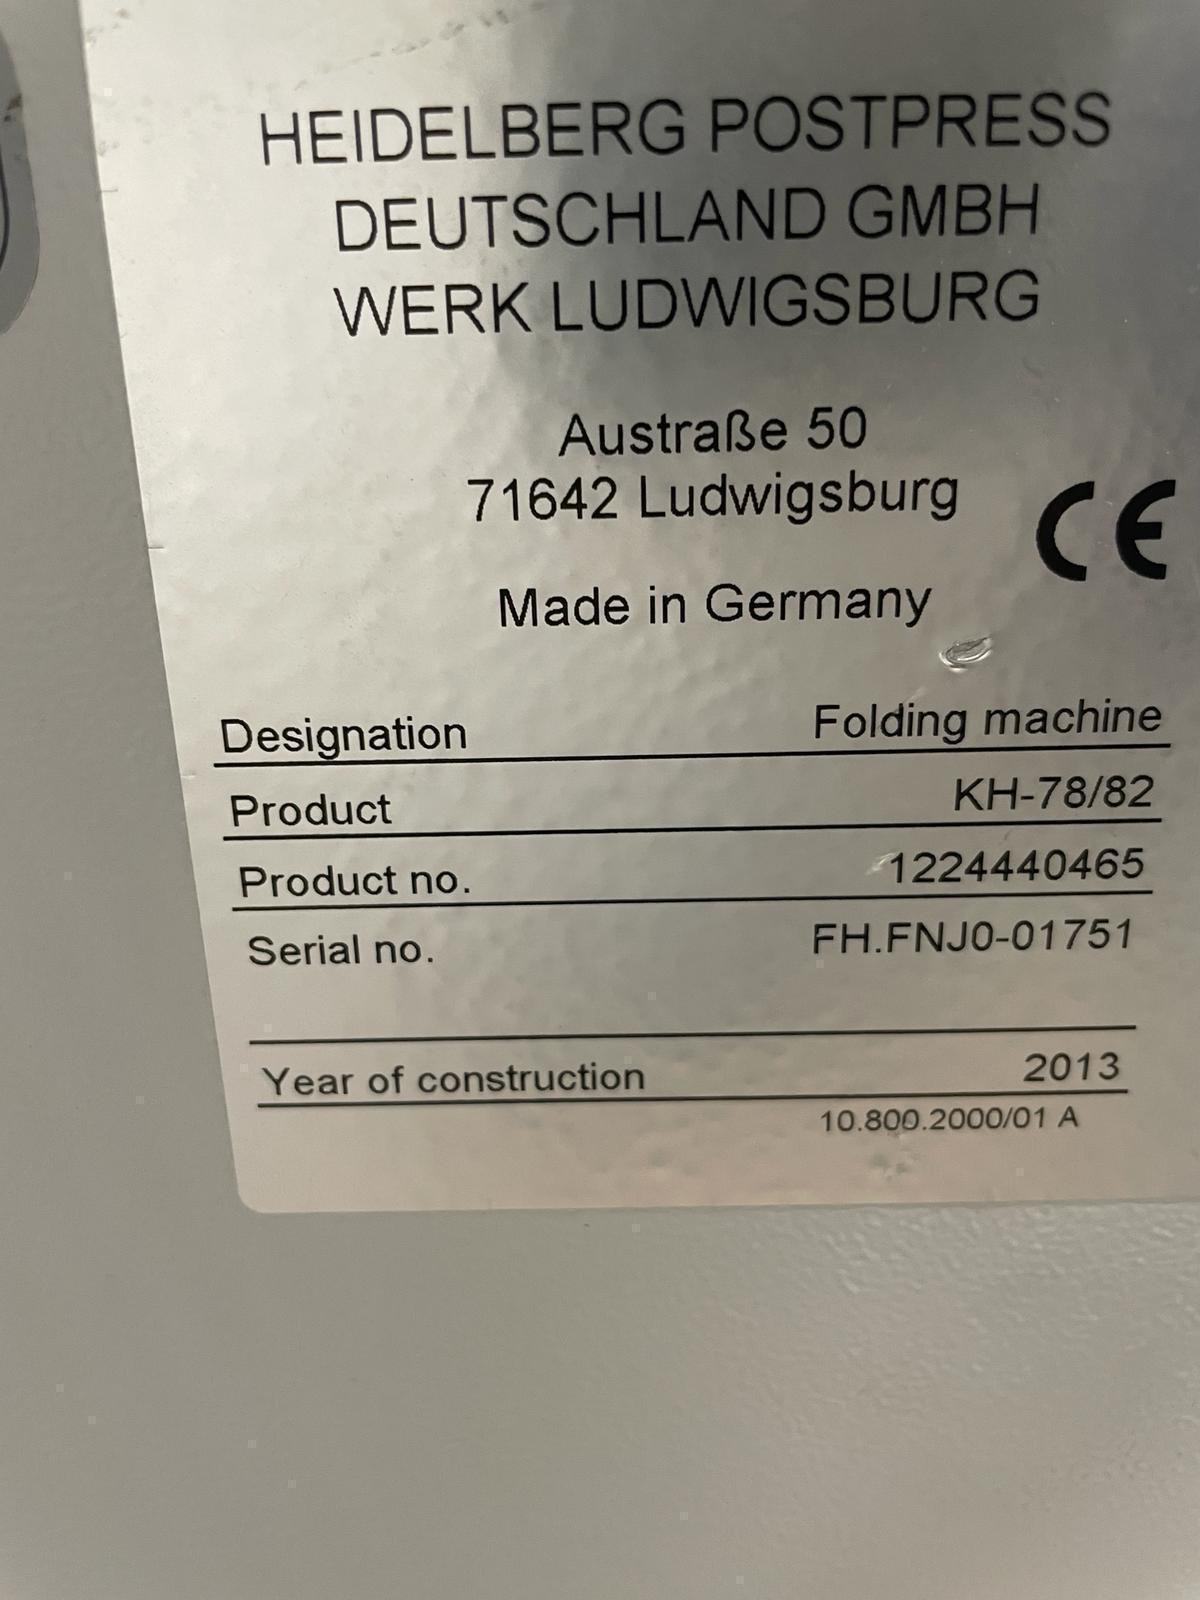 HEIDELBERG POSTPRESS
DEUTSCHLAND GMBH
WERK LUDWIGSBURG
Austraße 50
71642 Ludwigsburg
CE
Made in Germany
Designation Folding machine
Product KH-78/82
Product no. 1224440465
Serial no. FH.FNJ0-01751
Year of construction 2013
10.800.2000/01 A